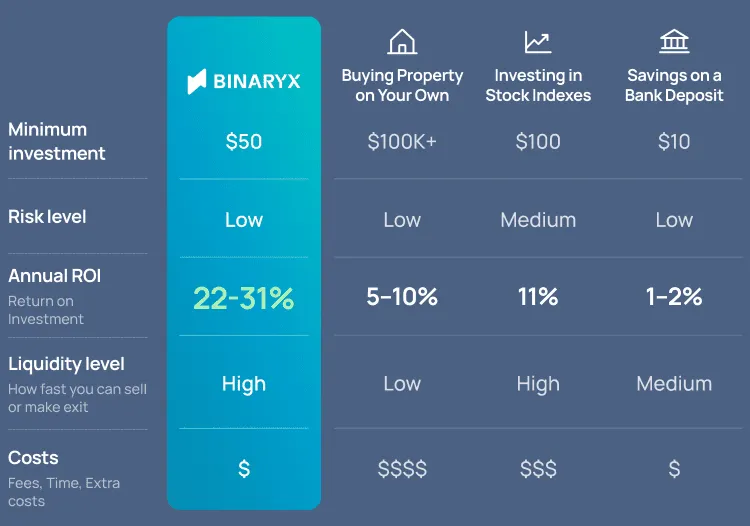 BINARYX
Buying Property
on Your Own
Investing in
Stock Indexes
Savings on a
Bank Deposit
Minimum
investment
$50
$100K+
$100
$10
Risk level
Low
Low
Medium
Low
Annual ROI
Return on
Investment
22-31%
5–10%
11%
1–2%
Liquidity level
How fast you can sell
or make exit
High
Low
High
Medium
Costs
Fees, Time, Extra
costs
$
$$$$
$$$
$